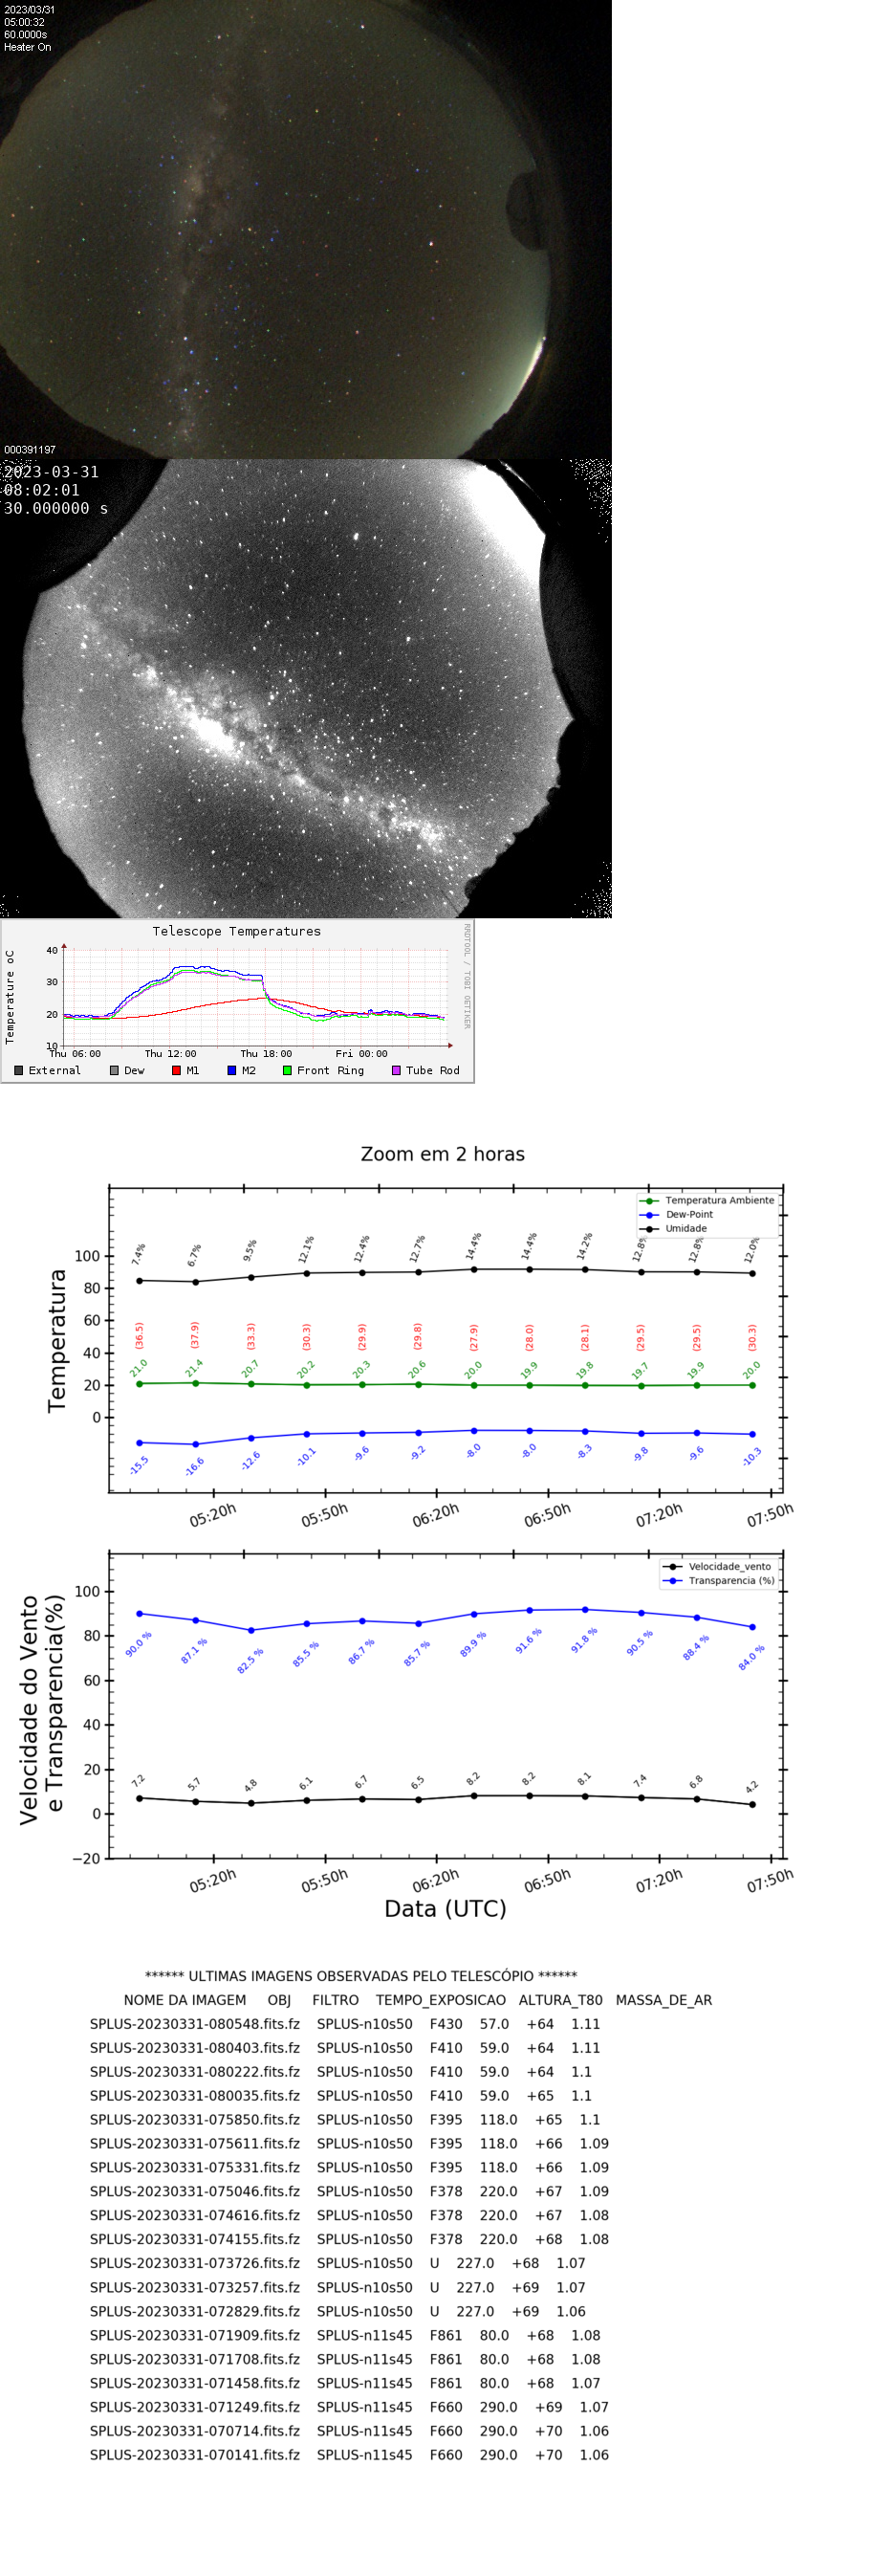 2023/03/31
05:00:32
60.0000s
Heater On
000391197
2023-03-31
08:02:01
30.000000 s
Telescope Temperatures
RRDTOOL / TOBI OETIKER
Temperature oC
40
30
20
10
Thu 06:00 Thu 12:00 Thu 18:00 Fri 00:00
External Dew M1 M2 Front Ring Tube Rod
Zoom em 2 horas
Temperatura Ambiente
Dew-Point
Umidade
Temperatura
100
80
60
40
20
0
7.4% 6.7% 9.5% 12.1% 12.4% 12.7% 14.4% 14.4% 14.2% 12.8% 12.8% 12.0%
(36.5) (37.9) (33.3) (30.3) (29.9) (29.8) (27.9) (28.0) (28.1) (29.5) (29.5) (30.3)
21.0 21.4 20.7 20.2 20.3 20.6 20.0 19.9 19.8 19.7 19.9 20.0
-15.5 -16.6 -12.6 -10.1 -9.6 -9.2 -8.0 -8.0 -8.3 -9.8 -9.6 -10.3
05:20h 05:50h 06:20h 06:50h 07:20h 07:50h
Velocidade_vento
Transparencia (%)
Velocidade do Vento
e Transparencia(%)
100
80
60
40
20
0
−20
90.0 % 87.1 % 82.5 % 85.5 % 86.7 % 85.7 % 89.9 % 91.6 % 91.8 % 90.5 % 88.4 % 84.0 %
7.2 5.7 4.8 6.1 6.7 6.5 8.2 8.2 8.1 7.4 6.8 4.2
05:20h 05:50h 06:20h 06:50h 07:20h 07:50h
Data (UTC)
****** ULTIMAS IMAGENS OBSERVADAS PELO TELESCÓPIO ******
NOME DA IMAGEM OBJ FILTRO TEMPO_EXPOSICAO ALTURA_T80 MASSA_DE_AR
SPLUS-20230331-080548.fits.fz SPLUS-n10s50 F430 57.0 +64 1.11
SPLUS-20230331-080403.fits.fz SPLUS-n10s50 F410 59.0 +64 1.11
SPLUS-20230331-080222.fits.fz SPLUS-n10s50 F410 59.0 +64 1.1
SPLUS-20230331-080035.fits.fz SPLUS-n10s50 F410 59.0 +65 1.1
SPLUS-20230331-075850.fits.fz SPLUS-n10s50 F395 118.0 +65 1.1
SPLUS-20230331-075611.fits.fz SPLUS-n10s50 F395 118.0 +66 1.09
SPLUS-20230331-075331.fits.fz SPLUS-n10s50 F395 118.0 +66 1.09
SPLUS-20230331-075046.fits.fz SPLUS-n10s50 F378 220.0 +67 1.09
SPLUS-20230331-074616.fits.fz SPLUS-n10s50 F378 220.0 +67 1.08
SPLUS-20230331-074155.fits.fz SPLUS-n10s50 F378 220.0 +68 1.08
SPLUS-20230331-073726.fits.fz SPLUS-n10s50 U 227.0 +68 1.07
SPLUS-20230331-073257.fits.fz SPLUS-n10s50 U 227.0 +69 1.07
SPLUS-20230331-072829.fits.fz SPLUS-n10s50 U 227.0 +69 1.06
SPLUS-20230331-071909.fits.fz SPLUS-n11s45 F861 80.0 +68 1.08
SPLUS-20230331-071708.fits.fz SPLUS-n11s45 F861 80.0 +68 1.08
SPLUS-20230331-071458.fits.fz SPLUS-n11s45 F861 80.0 +68 1.07
SPLUS-20230331-071249.fits.fz SPLUS-n11s45 F660 290.0 +69 1.07
SPLUS-20230331-070714.fits.fz SPLUS-n11s45 F660 290.0 +70 1.06
SPLUS-20230331-070141.fits.fz SPLUS-n11s45 F660 290.0 +70 1.06